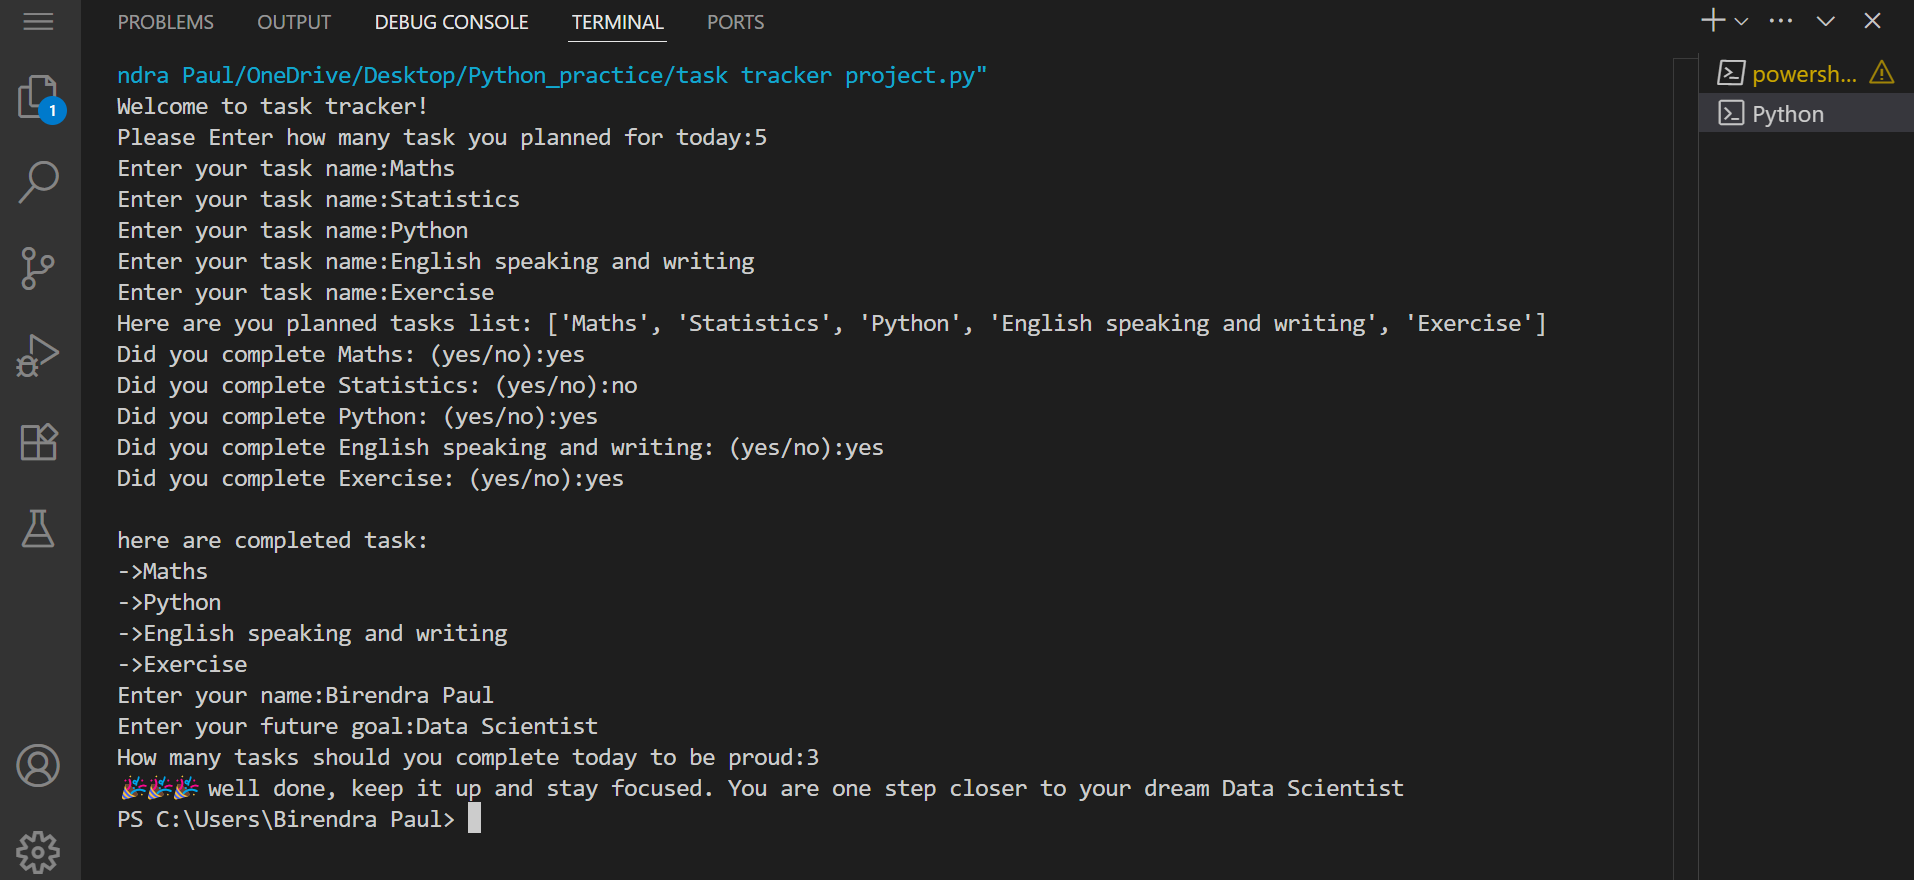 PROBLEMS OUTPUT DEBUG CONSOLE TERMINAL PORTS
ndra Paul/OneDrive/Desktop/Python_practice/task tracker project.py"
Welcome to task tracker!
Please Enter how many task you planned for today:5
Enter your task name:Maths
Enter your task name:Statistics
Enter your task name:Python
Enter your task name:English speaking and writing
Enter your task name:Exercise
Here are you planned tasks list: ['Maths', 'Statistics', 'Python', 'English speaking and writing', 'Exercise']
Did you complete Maths: (yes/no):yes
Did you complete Statistics: (yes/no):no
Did you complete Python: (yes/no):yes
Did you complete English speaking and writing: (yes/no):yes
Did you complete Exercise: (yes/no):yes
here are completed task:
->Maths
->Python
->English speaking and writing
->Exercise
Enter your name:Birendra Paul
Enter your future goal:Data Scientist
How many tasks should you complete today to be proud:3
🎉🎉🎉 well done, keep it up and stay focused. You are one step closer to your dream Data Scientist
PS C:\Users\Birendra Paul>
powersh...
Python
1